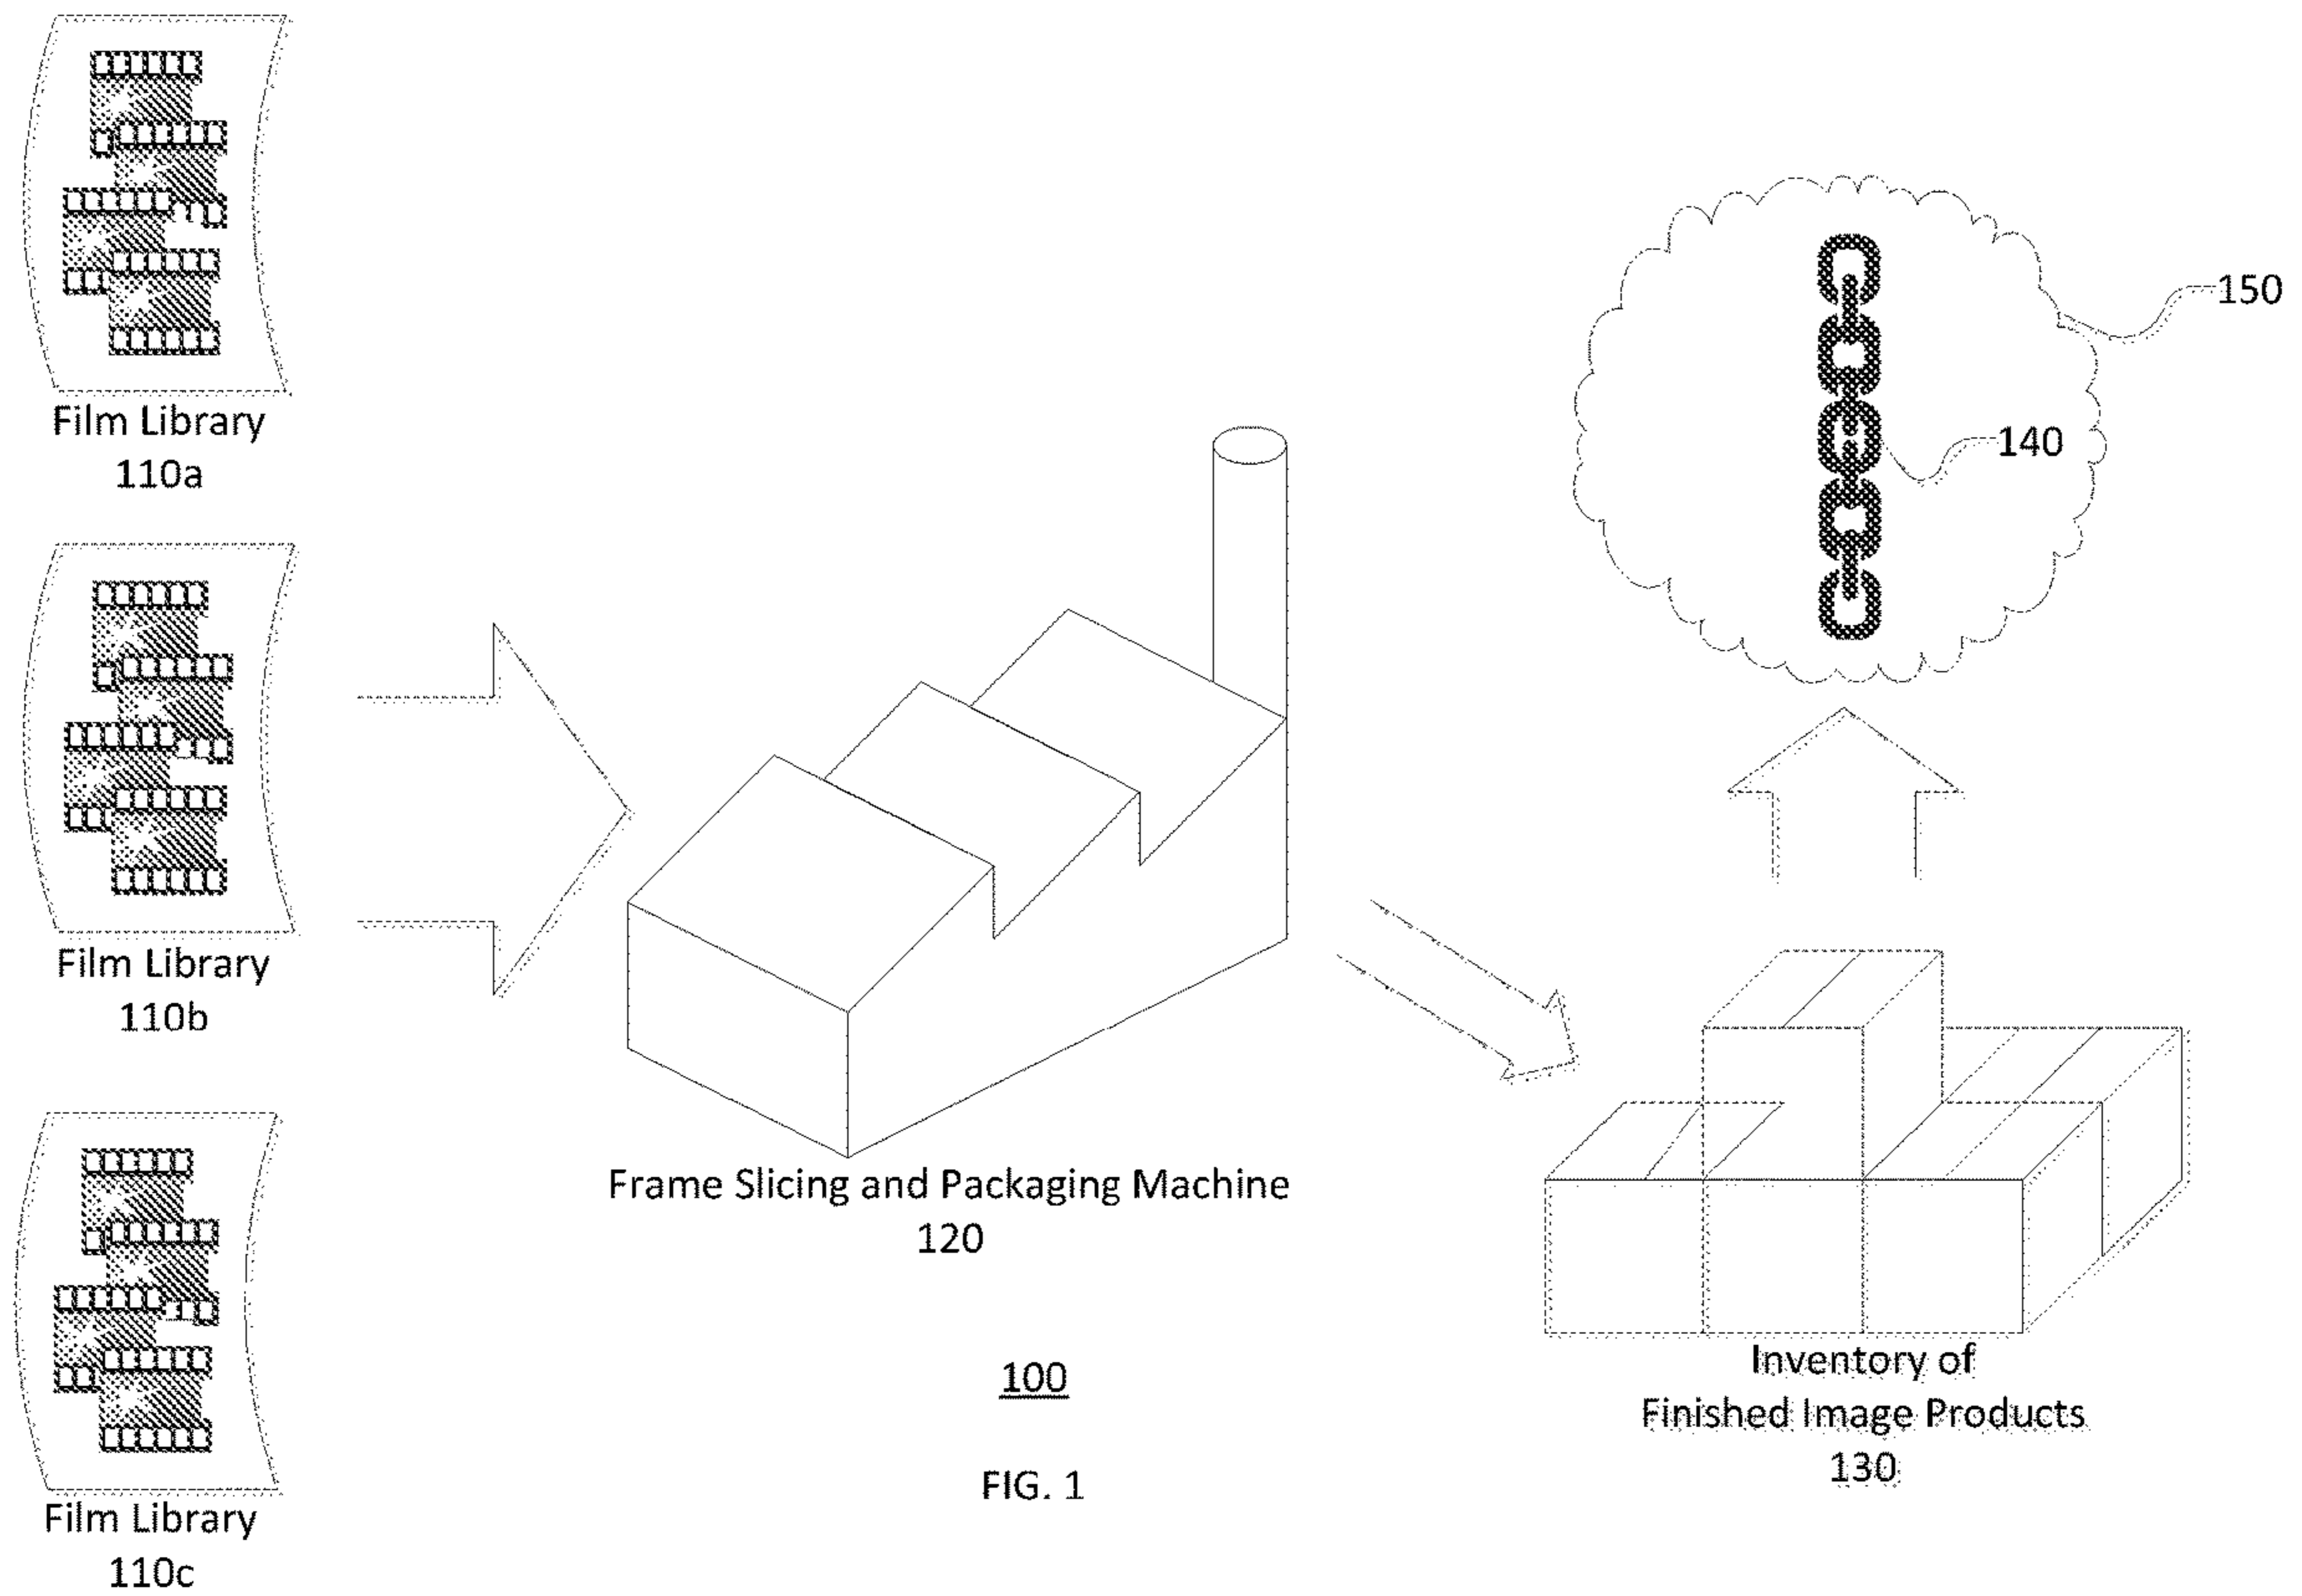 Film Library
110a
Film Library
110b
Film Library
110c
Frame Slicing and Packaging Machine
120
100
FIG. 1
150
140
Inventory of
Finished Image Products
130